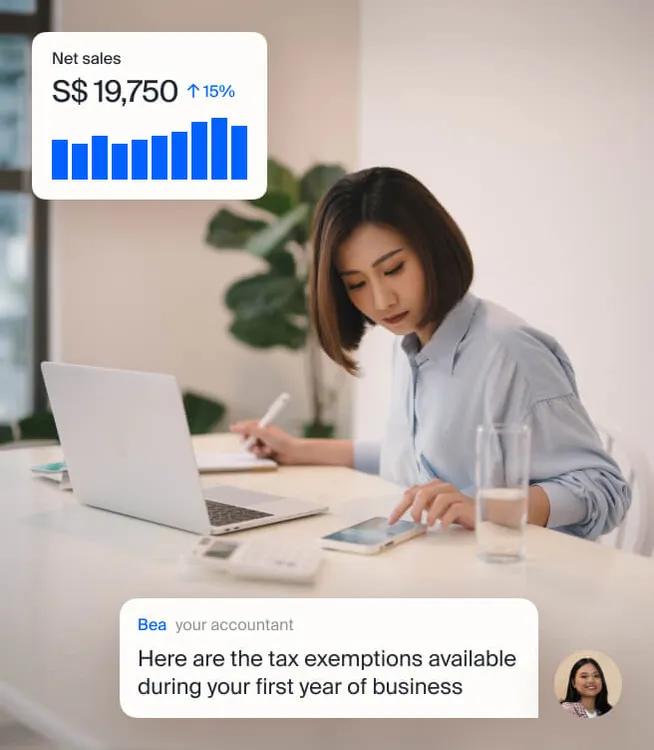 Net sales
S$ 19,750 ↑ 15%
Bea your accountant
Here are the tax exemptions available
during your first year of business